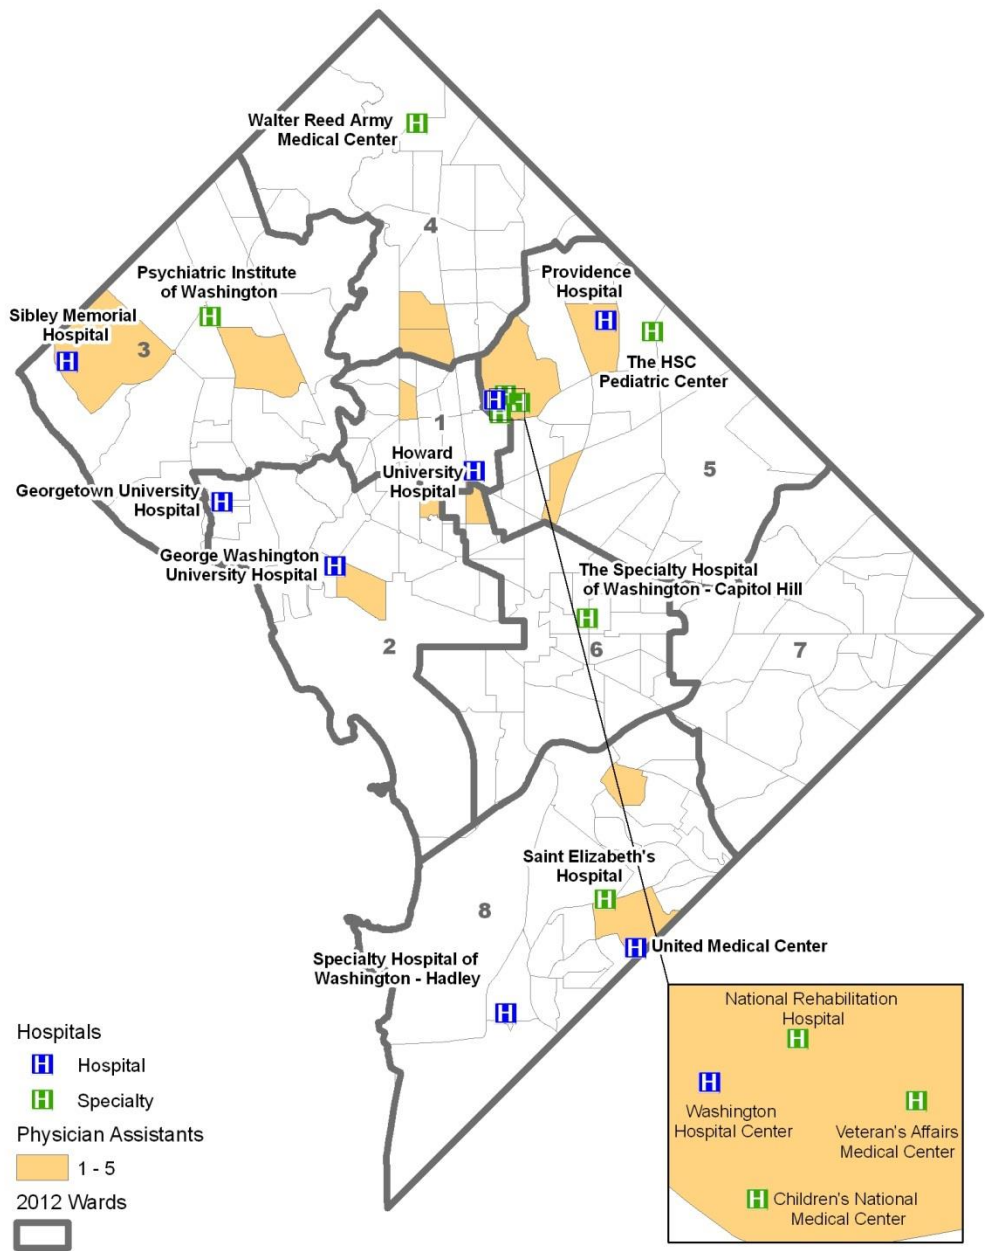 Walter Reed Army
Medical Center
4
Psychiatric Institute
of Washington
Providence
Hospital
Sibley Memorial
Hospital
3
The HSC
Pediatric Center
1
Howard
University
Hospital
5
Georgetown University
Hospital
George Washington
University Hospital
The Specialty Hospital
of Washington - Capitol Hill
2
6
7
Saint Elizabeth's
Hospital
8
United Medical Center
Specialty Hospital of
Washington - Hadley
National Rehabilitation
Hospital
Washington
Hospital Center
Veteran's Affairs
Medical Center
Children's National
Medical Center
Hospitals
H Hospital
H Specialty
Physician Assistants
1 - 5
2012 Wards